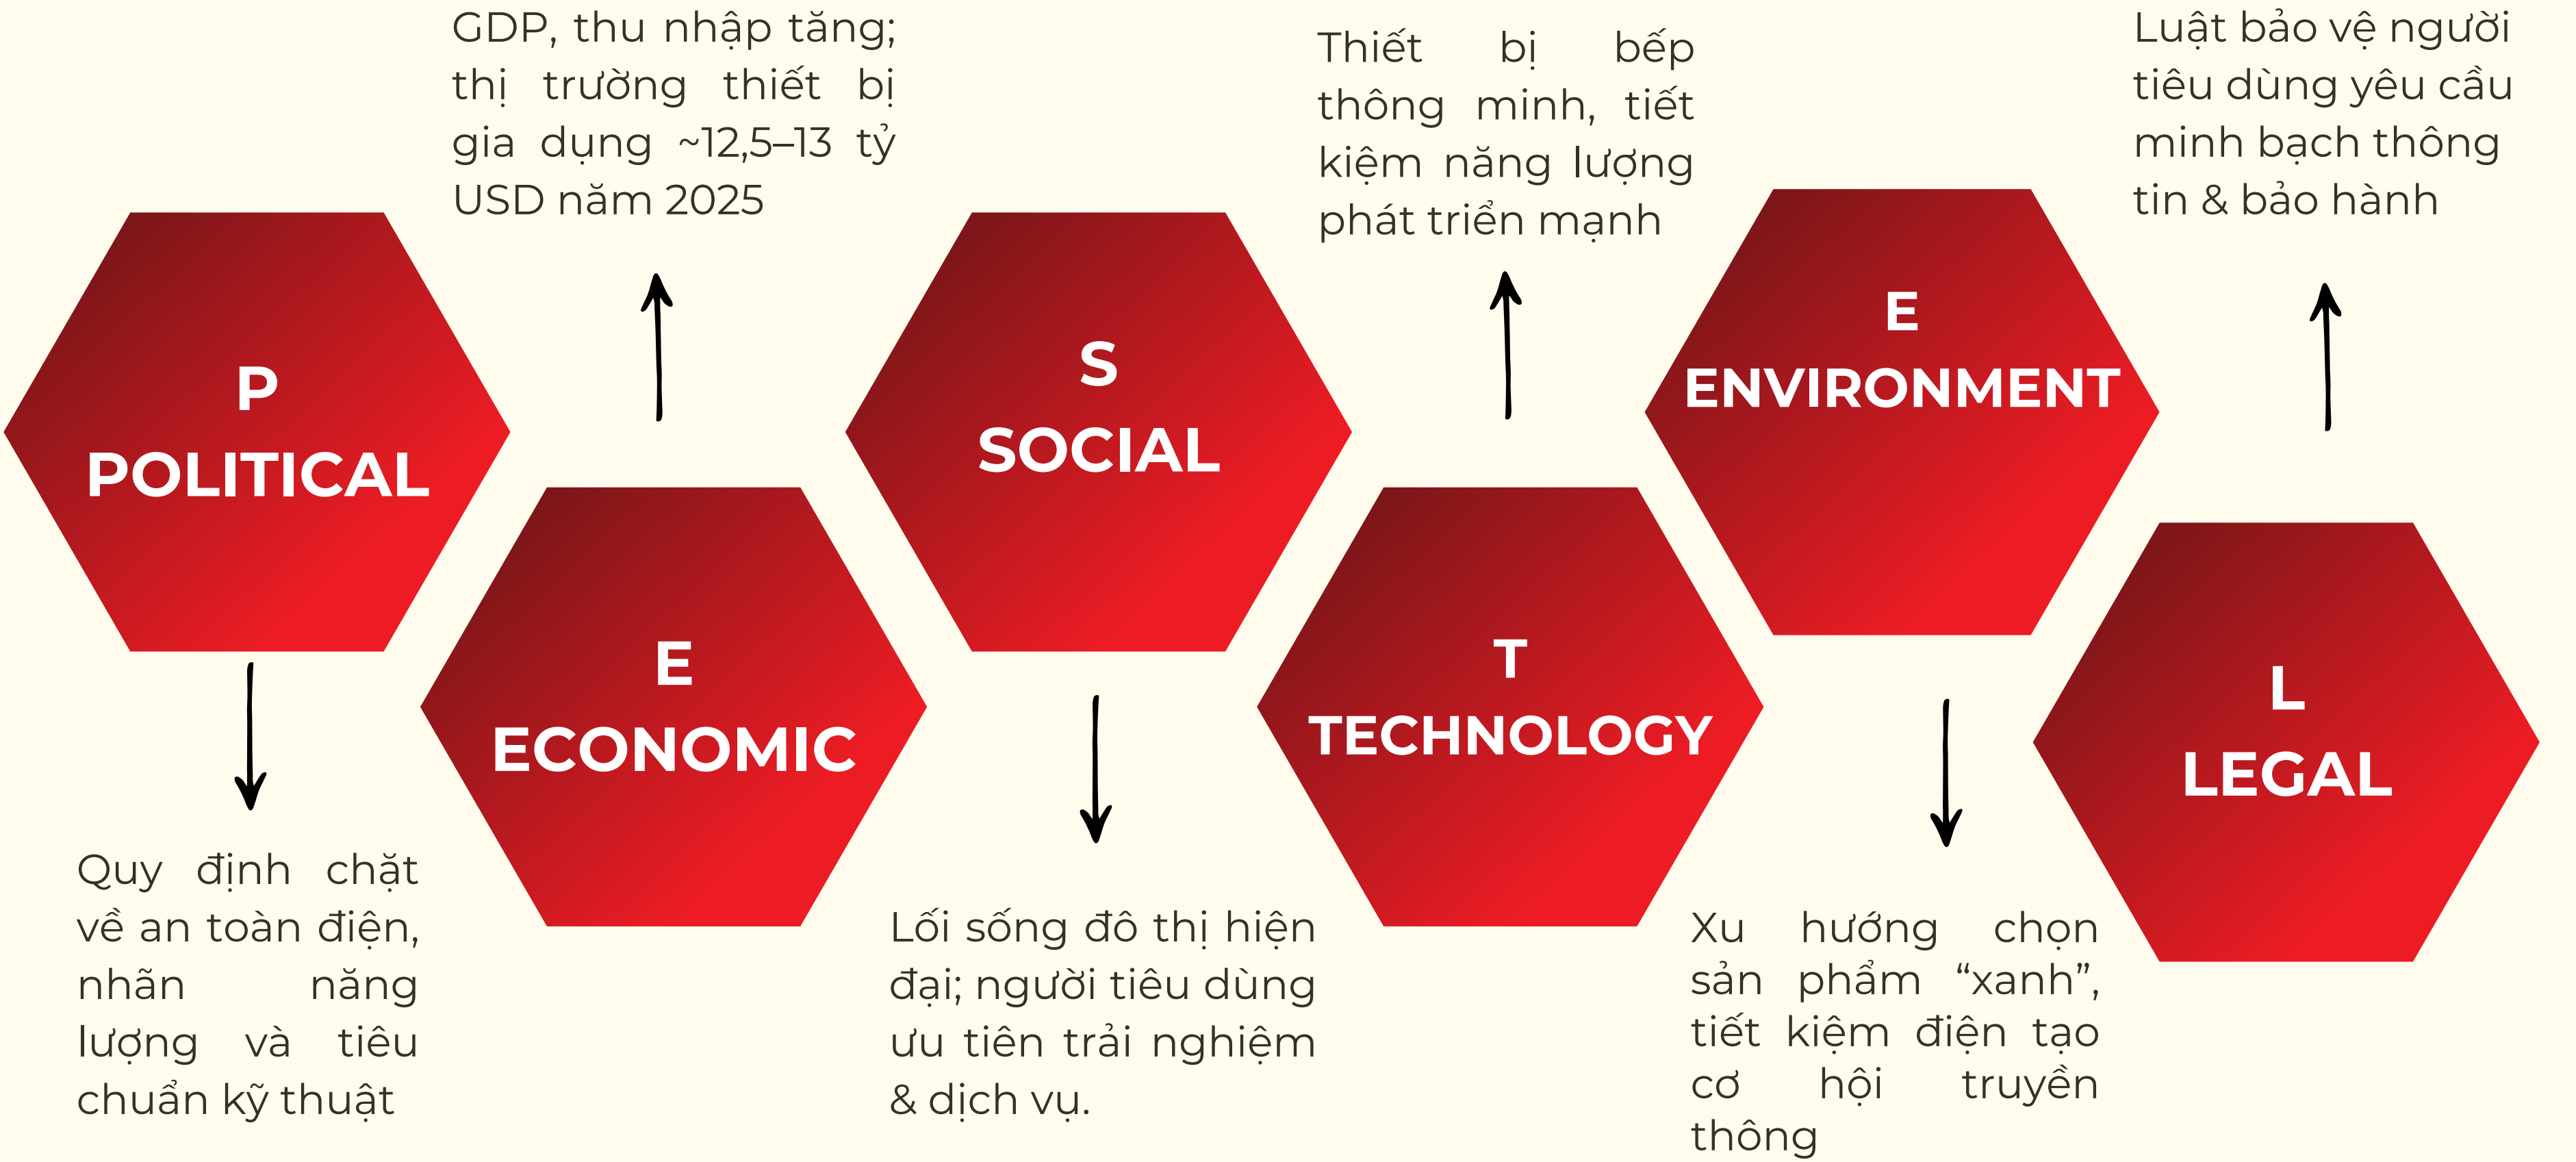 P
POLITICAL
Quy định chặt
về an toàn điện,
nhãn năng
lượng và tiêu
chuẩn kỹ thuật
GDP, thu nhập tăng;
thị trường thiết bị
gia dụng ~12,5–13 tỷ
USD năm 2025
E
ECONOMIC
S
SOCIAL
Lối sống đô thị hiện
đại; người tiêu dùng
ưu tiên trải nghiệm
& dịch vụ.
Thiết bị bếp
thông minh, tiết
kiệm năng lượng
phát triển mạnh
T
TECHNOLOGY
E
ENVIRONMENT
Xu hướng chọn
sản phẩm “xanh”,
tiết kiệm điện tạo
cơ hội truyền
thông
Luật bảo vệ người
tiêu dùng yêu cầu
minh bạch thông
tin & bảo hành
L
LEGAL